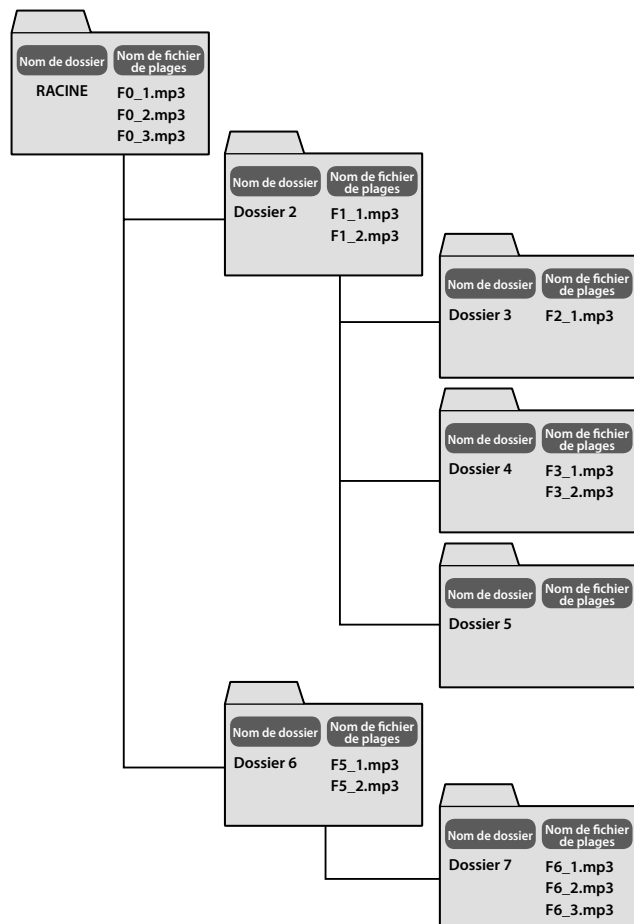 Nom de dossier
Nom de fichier
de plages
RACINE
F0_1.mp3
F0_2.mp3
F0_3.mp3
Nom de dossier
Nom de fichier
de plages
Dossier 2
F1_1.mp3
F1_2.mp3
Nom de dossier
Nom de fichier
de plages
Dossier 3
F2_1.mp3
Nom de dossier
Nom de fichier
de plages
Dossier 4
F3_1.mp3
F3_2.mp3
Nom de dossier
Nom de fichier
de plages
Dossier 5
Nom de dossier
Nom de fichier
de plages
Dossier 6
F5_1.mp3
F5_2.mp3
Nom de dossier
Nom de fichier
de plages
Dossier 7
F6_1.mp3
F6_2.mp3
F6_3.mp3